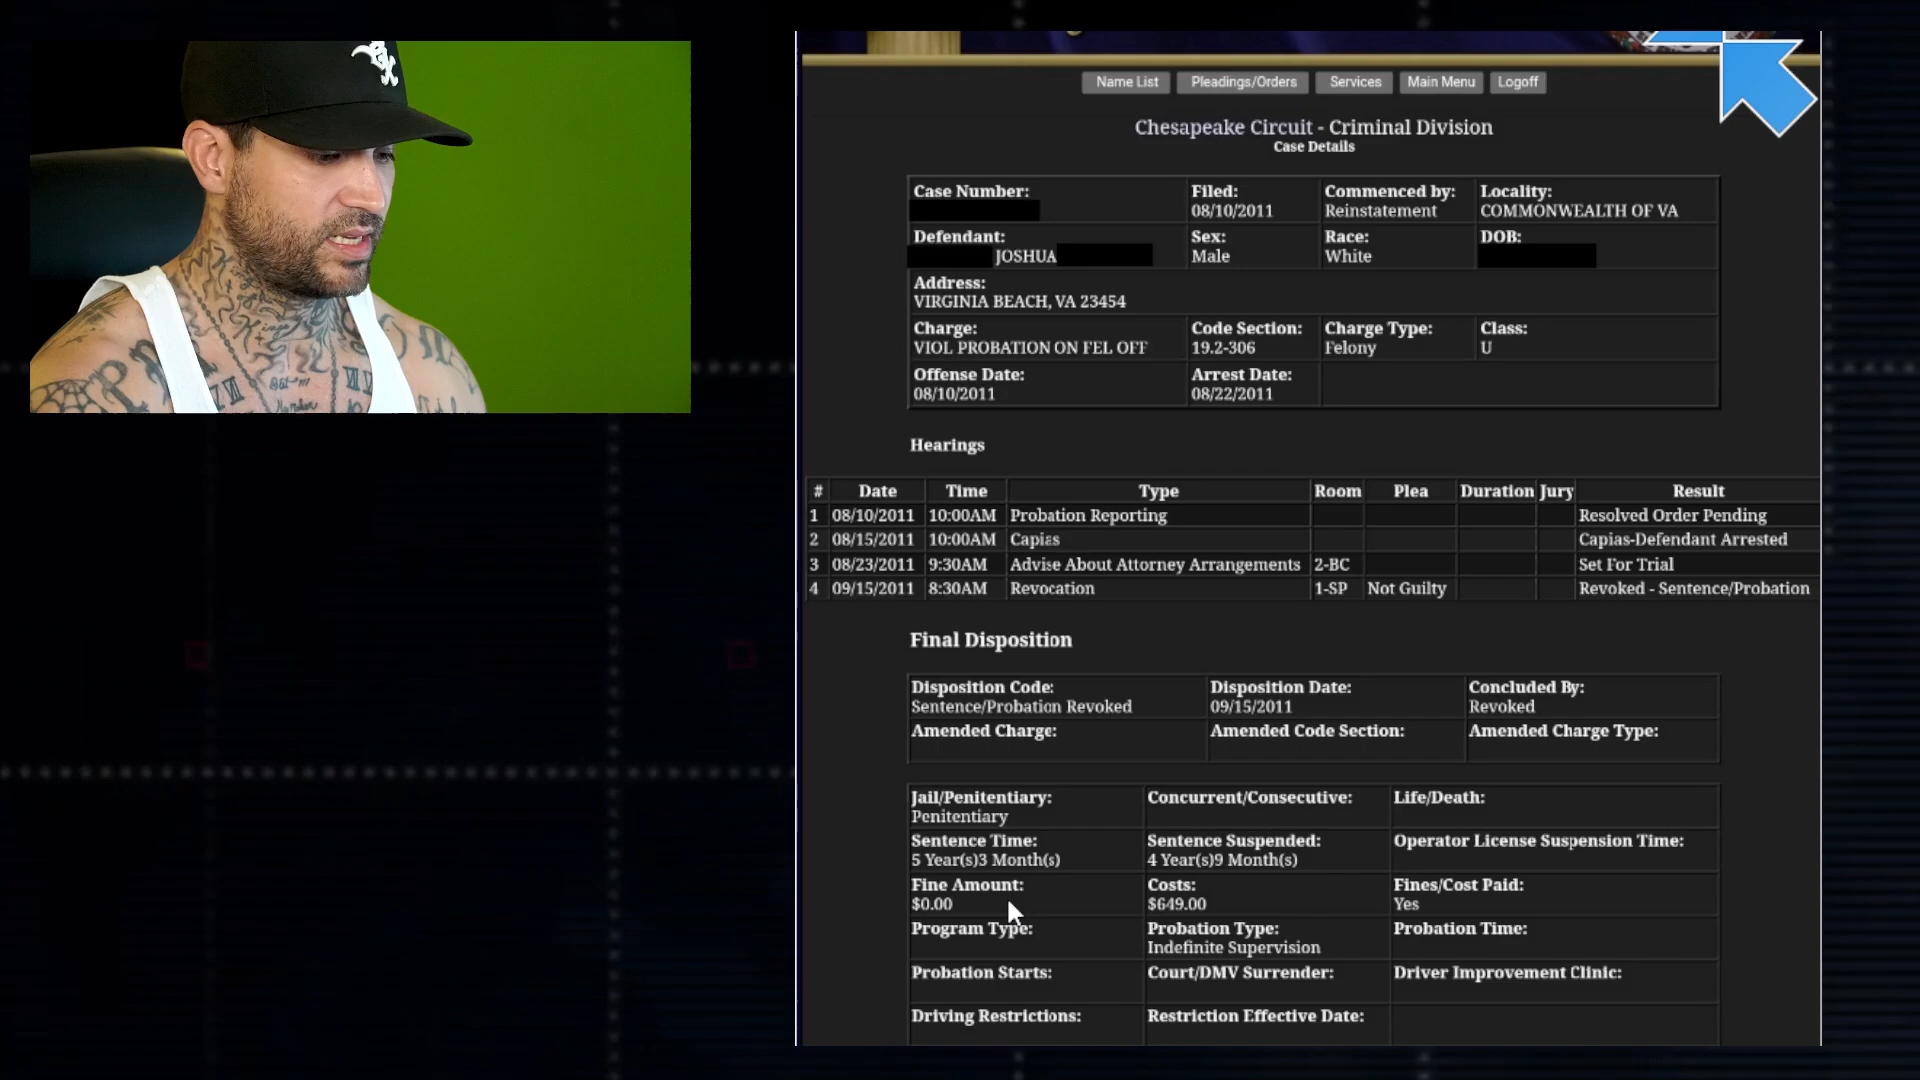 Name List Pleadings/Orders Services Main Menu Logoff
Chesapeake Circuit - Criminal Division
Case Details
Case Number: Filed: Commenced by: Locality:
08/10/2011 Reinstatement COMMONWEALTH OF VA
Defendant: Sex: Race: DOB:
JOSHUA Male White
Address:
VIRGINIA BEACH, VA 23454
Charge: Code Section: Charge Type: Class:
VIOL PROBATION ON FEL OFF 19.2-306 Felony U
Offense Date: Arrest Date:
08/10/2011 08/22/2011
Hearings
# Date Time Type Room Plea Duration Jury Result
1 08/10/2011 10:00AM Probation Reporting Resolved Order Pending
2 08/15/2011 10:00AM Capias Capias-Defendant Arrested
3 08/23/2011 9:30AM Advise About Attorney Arrangements 2-BC Set For Trial
4 09/15/2011 8:30AM Revocation 1-SP Not Guilty Revoked - Sentence/Probation
Final Disposition
Disposition Code: Disposition Date: Concluded By:
Sentence/Probation Revoked 09/15/2011 Revoked
Amended Charge: Amended Code Section: Amended Charge Type:
Jail/Penitentiary: Concurrent/Consecutive: Life/Death:
Penitentiary
Sentence Time: Sentence Suspended: Operator License Suspension Time:
5 Year(s)3 Month(s) 4 Year(s)9 Month(s)
Fine Amount: Costs: Fines/Cost Paid:
$0.00 $649.00 Yes
Program Type: Probation Type: Probation Time:
Indefinite Supervision
Probation Starts: Court/DMV Surrender: Driver Improvement Clinic:
Driving Restrictions: Restriction Effective Date: